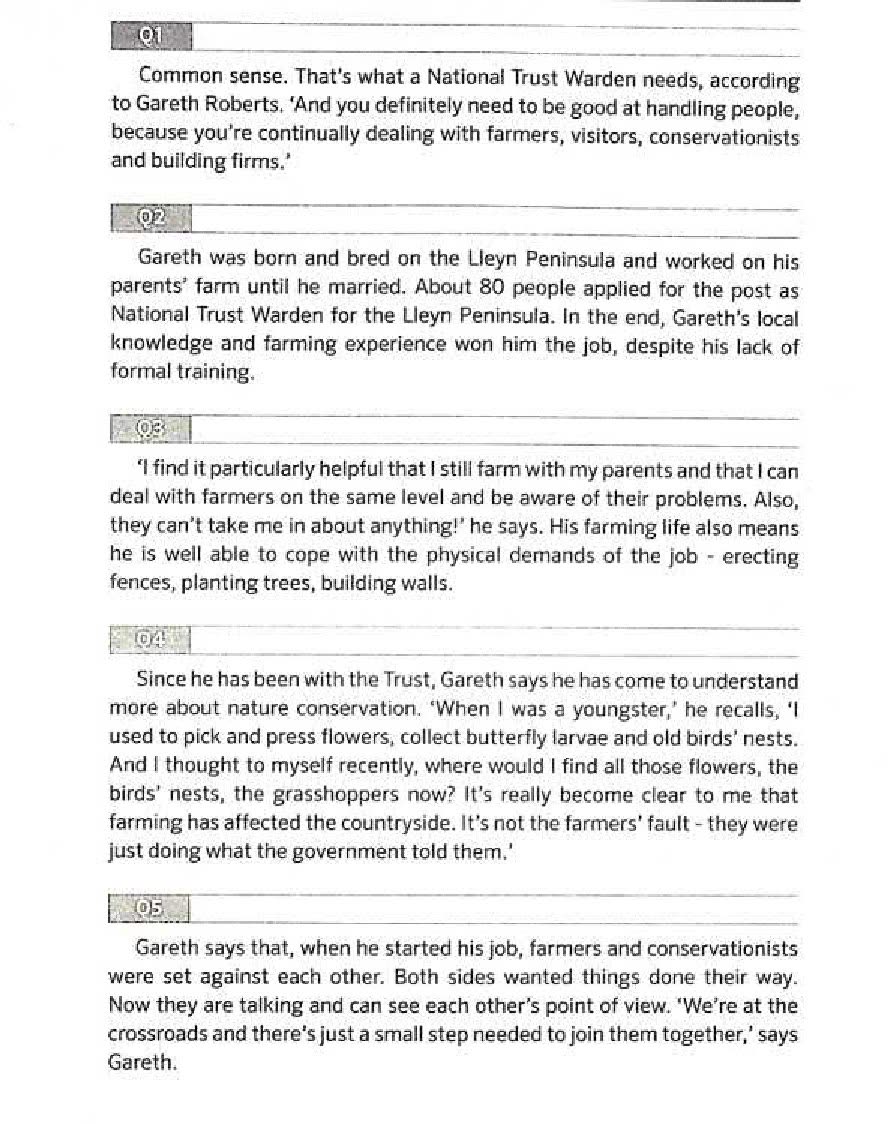 Q1
Common sense. That's what a National Trust Warden needs, according
to Gareth Roberts. 'And you definitely need to be good at handling people,
because you're continually dealing with farmers, visitors, conservationists
and building firms.'
Q2
Gareth was born and bred on the Lleyn Peninsula and worked on his
parents' farm until he married. About 80 people applied for the post as
National Trust Warden for the Lleyn Peninsula. In the end, Gareth's local
knowledge and farming experience won him the job, despite his lack of
formal training.
Q3
'I find it particularly helpful that I still farm with my parents and that I can
deal with farmers on the same level and be aware of their problems. Also,
they can't take me in about anything!' he says. His farming life also means
he is well able to cope with the physical demands of the job - erecting
fences, planting trees, building walls.
Q4
Since he has been with the Trust, Gareth says he has come to understand
more about nature conservation. 'When I was a youngster,' he recalls, 'I
used to pick and press flowers, collect butterfly larvae and old birds' nests.
And I thought to myself recently, where would I find all those flowers, the
birds' nests, the grasshoppers now? It's really become clear to me that
farming has affected the countryside. It's not the farmers' fault - they were
just doing what the government told them.'
Q5
Gareth says that, when he started his job, farmers and conservationists
were set against each other. Both sides wanted things done their way.
Now they are talking and can see each other's point of view. 'We're at the
crossroads and there's just a small step needed to join them together,' says
Gareth.